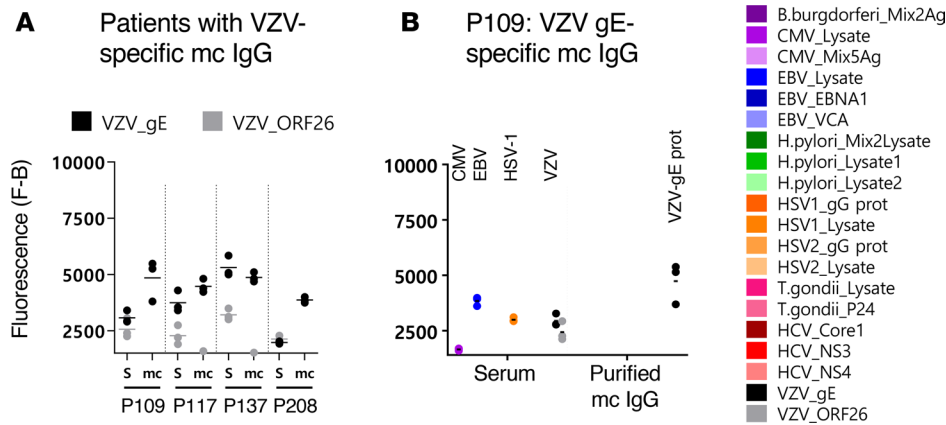 A
Patients with VZV-
specific mc IgG
VZV_gE
VZV_ORF26
Fluorescence (F-B)
10000
7500
5000
2500
S mc S mc S mc S mc
P109 P117 P137 P208
B
P109: VZV gE-
specific mc IgG
CMV
EBV
HSV-1
VZV
VZV-gE prot
10000
7500
5000
2500
Serum
Purified
mc IgG
B.burgdorferi_Mix2Ag
CMV_Lysate
CMV_Mix5Ag
EBV_Lysate
EBV_EBNA1
EBV_VCA
H.pylori_Mix2Lysate
H.pylori_Lysate1
H.pylori_Lysate2
HSV1_gG prot
HSV1_Lysate
HSV2_gG prot
HSV2_Lysate
T.gondii_Lysate
T.gondii_P24
HCV_Core1
HCV_NS3
HCV_NS4
VZV_gE
VZV_ORF26